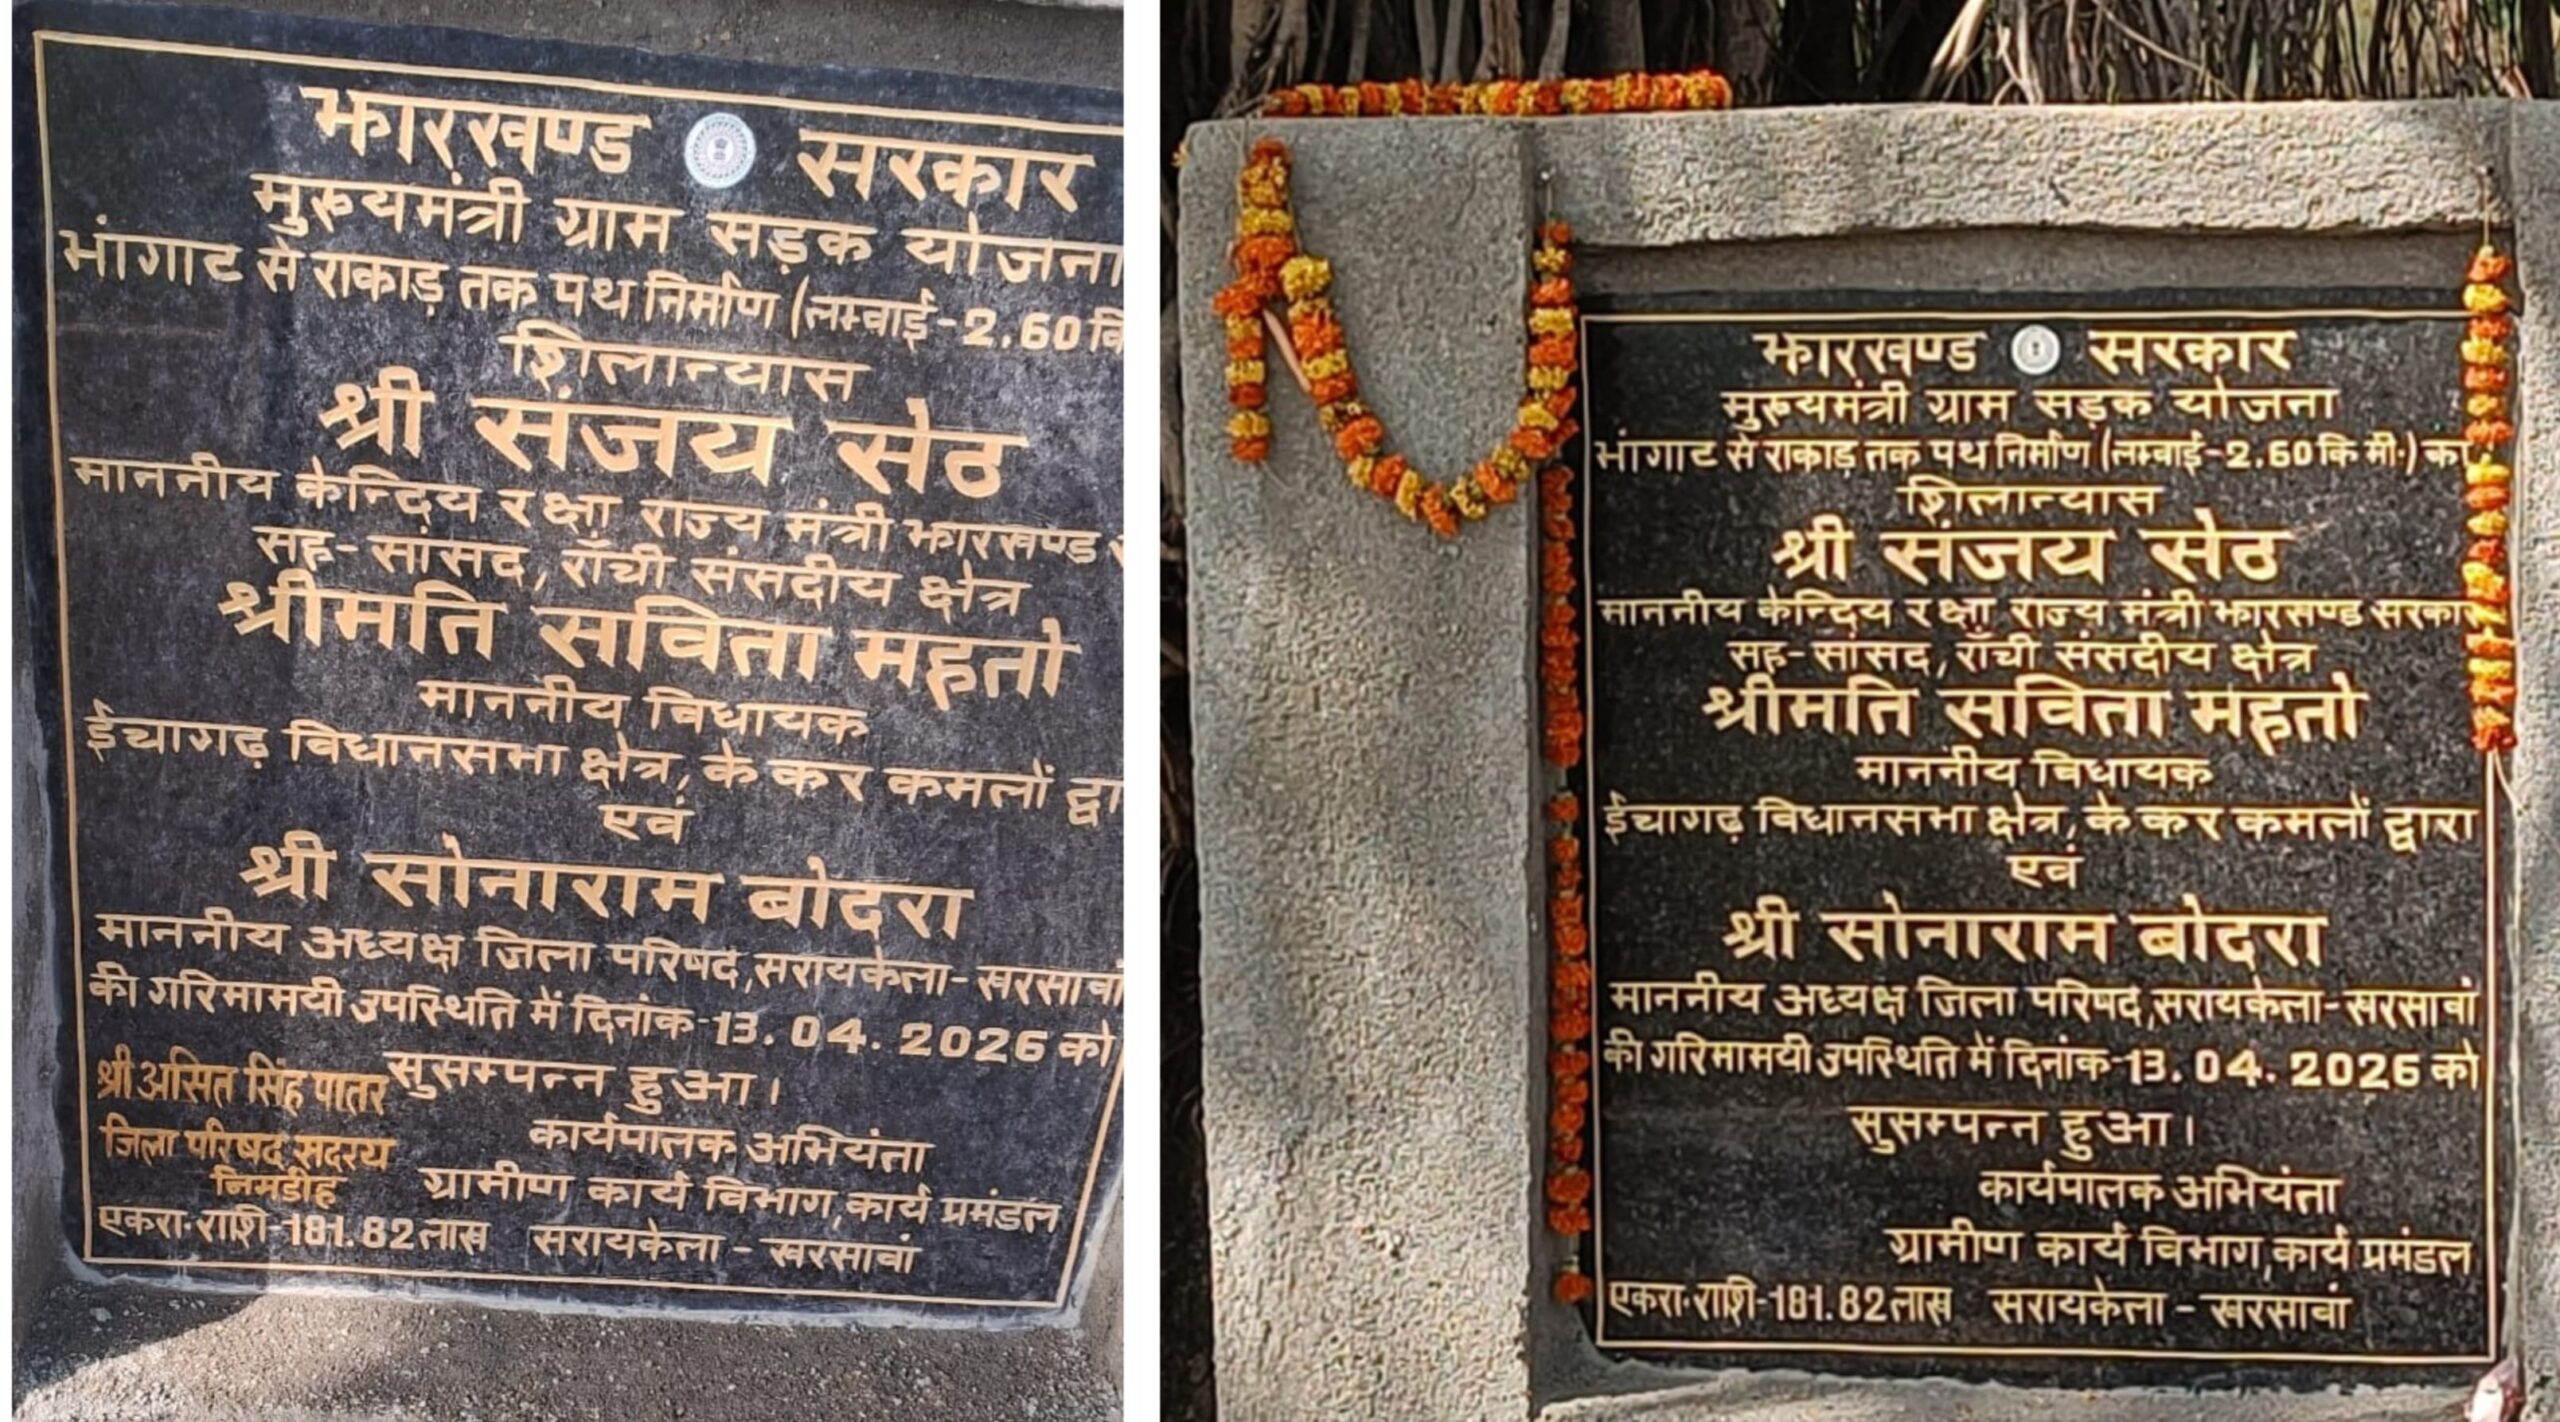 झारखण्ड सरकार
मुख्यमंत्री ग्राम सड़क योजना
भांगाट से राकाड़ तक पथ निर्माण (लम्वाई-2.60 कि
शिलान्यास
श्री संजय सेठ
माननीय केन्दिय रक्षा राज्य मंत्री झारखण्ड
सह-सांसद, राँची संसदीय क्षेत्र
श्रीमति सविता महतो
माननीय विधायक
ईचागढ़ विधानसभा क्षेत्र, के कर कमलों द्वा
एवं
श्री सोनाराम बोदरा
माननीय अध्यक्ष जिला परिषद,सरायकेला-खरसावां
की गरिमामयी उपस्थिति में दिनांक-13.04.2026 को
सुसम्पन्न हुआ।
श्री असित सिंह पातर
जिला परिषद सदस्य
निमडीह
कार्यपालक अभियंता
ग्रामीण कार्य विभाग,कार्य प्रमंडल
एकरा.राशि-181.82लाख सरायकेला - खरसावां
झारखण्ड सरकार
मुख्यमंत्री ग्राम सड़क योजना
भांगाट से राकाड़ तक पथ निर्माण (लम्वाई-2.60 कि मी.) का
शिलान्यास
श्री संजय सेठ
माननीय केन्दिय रक्षा राज्य मंत्री झारखण्ड सरकार
सह-सांसद, राँची संसदीय क्षेत्र
श्रीमति सविता महतो
माननीय विधायक
ईचागढ़ विधानसभा क्षेत्र, के कर कमलों द्वारा
एवं
श्री सोनाराम बोदरा
माननीय अध्यक्ष जिला परिषद,सरायकेला-खरसावां
की गरिमामयी उपस्थिति में दिनांक-13.04.2026 को
सुसम्पन्न हुआ।
कार्यपालक अभियंता
ग्रामीण कार्य विभाग,कार्य प्रमंडल
एकरा.राशि-181.82लाख सरायकेला - खरसावां